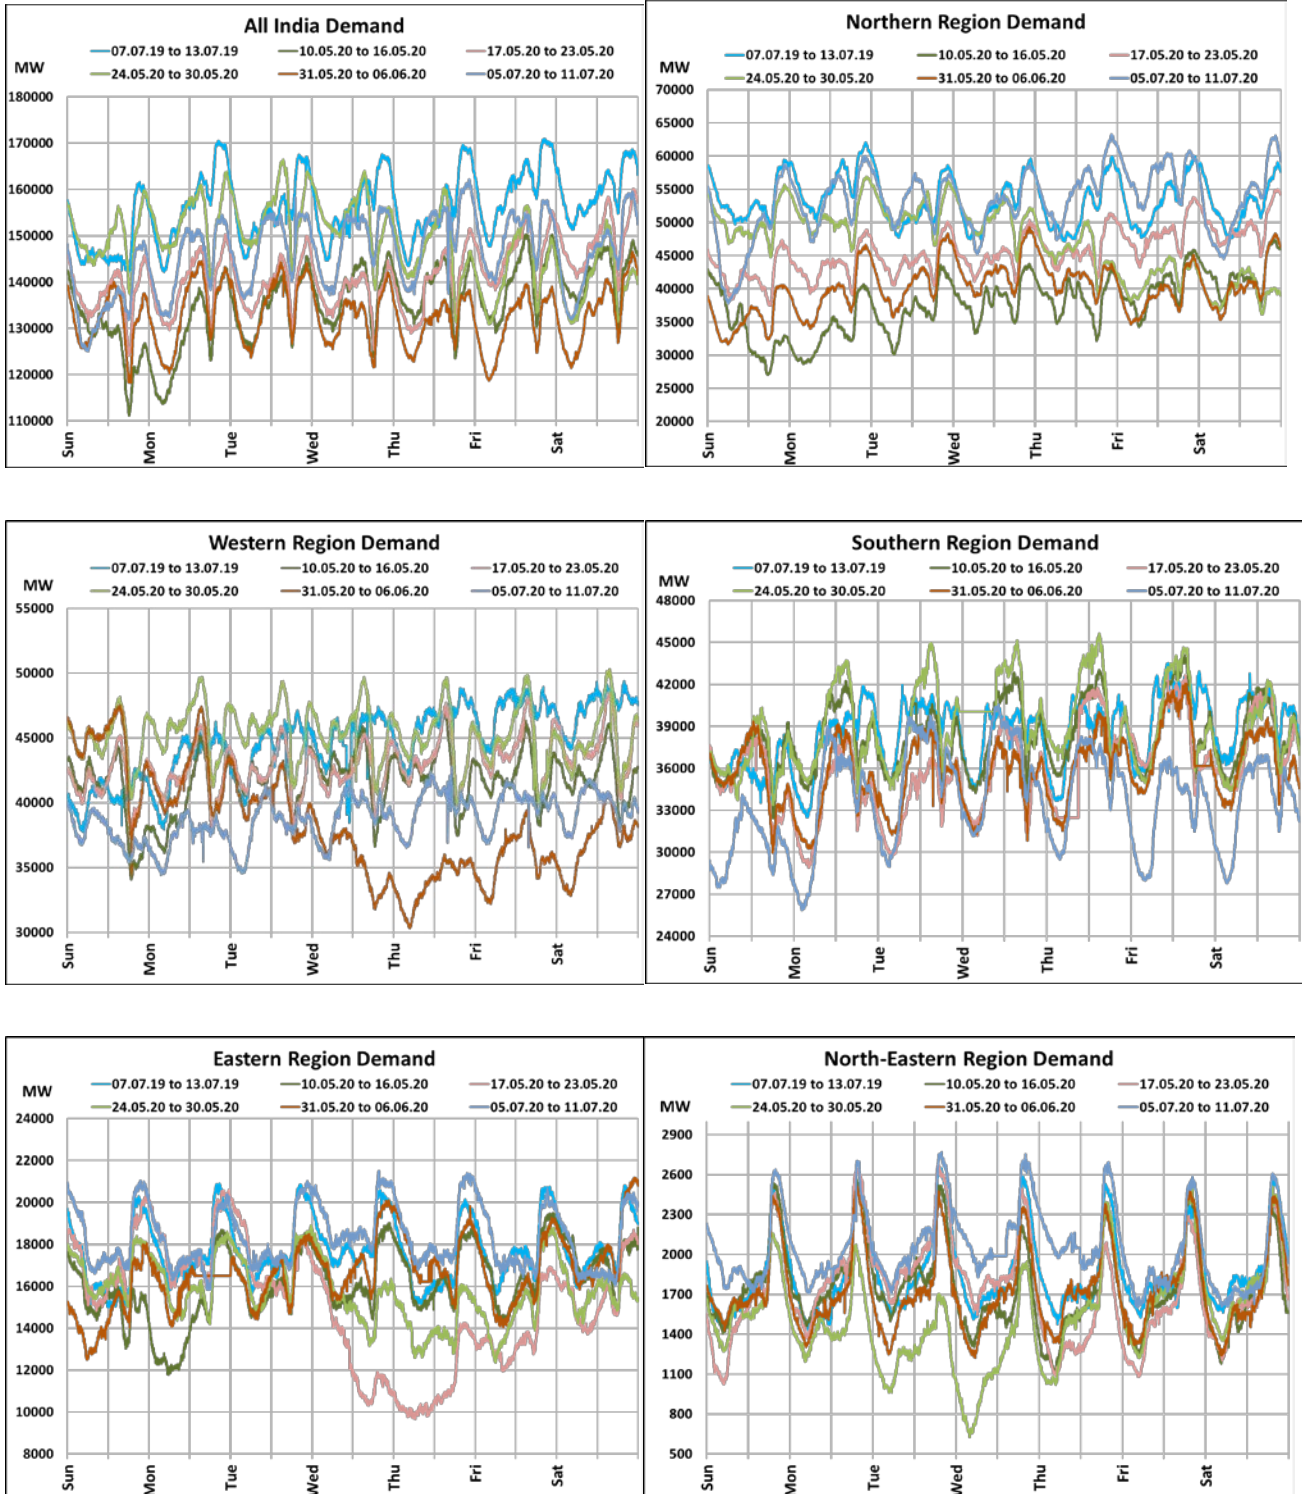 All India Demand
07.07.19 to 13.07.19 10.05.20 to 16.05.20 17.05.20 to 23.05.20
24.05.20 to 30.05.20 31.05.20 to 06.06.20 05.07.20 to 11.07.20
MW
180000
170000
160000
150000
140000
130000
120000
110000
Sun Mon Tue Wed Thu Fri Sat
Northern Region Demand
07.07.19 to 13.07.19 10.05.20 to 16.05.20 17.05.20 to 23.05.20
24.05.20 to 30.05.20 31.05.20 to 06.06.20 05.07.20 to 11.07.20
MW
70000
65000
60000
55000
50000
45000
40000
35000
30000
25000
20000
Sun Mon Tue Wed Thu Fri Sat
Western Region Demand
07.07.19 to 13.07.19 10.05.20 to 16.05.20 17.05.20 to 23.05.20
24.05.20 to 30.05.20 31.05.20 to 06.06.20 05.07.20 to 11.07.20
MW
55000
50000
45000
40000
35000
30000
Sun Mon Tue Wed Thu Fri Sat
Southern Region Demand
07.07.19 to 13.07.19 10.05.20 to 16.05.20 17.05.20 to 23.05.20
24.05.20 to 30.05.20 31.05.20 to 06.06.20 05.07.20 to 11.07.20
MW
48000
45000
42000
39000
36000
33000
30000
27000
24000
Sun Mon Tue Wed Thu Fri Sat
Eastern Region Demand
07.07.19 to 13.07.19 10.05.20 to 16.05.20 17.05.20 to 23.05.20
24.05.20 to 30.05.20 31.05.20 to 06.06.20 05.07.20 to 11.07.20
MW
24000
22000
20000
18000
16000
14000
12000
10000
8000
Sun Mon Tue Wed Thu Fri Sat
North-Eastern Region Demand
07.07.19 to 13.07.19 10.05.20 to 16.05.20 17.05.20 to 23.05.20
24.05.20 to 30.05.20 31.05.20 to 06.06.20 05.07.20 to 11.07.20
MW
2900
2600
2300
2000
1700
1400
1100
800
500
Sun Mon Tue Wed Thu Fri Sat